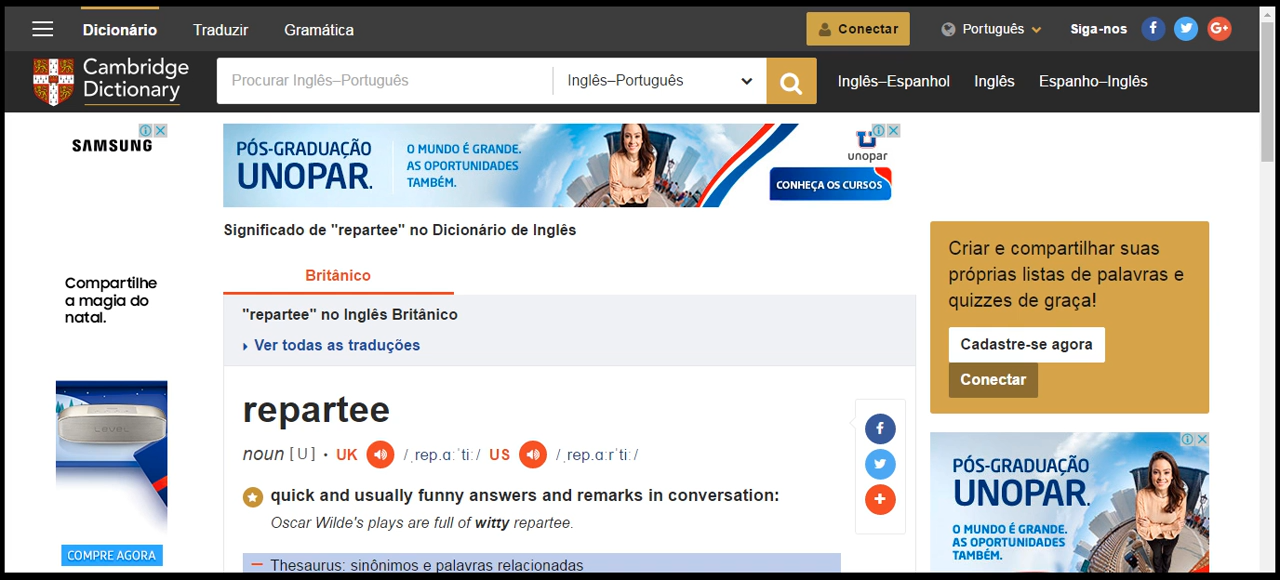 Dicionário Traduzir Gramática Conectar Português Siga-nos
Cambridge
Dictionary
Procurar Inglês–Português Inglês–Português Inglês–Espanhol Inglês Espanho–Inglês
SAMSUNG
Compartilhe
a magia do
natal.
LEVEL
COMPRE AGORA
PÓS-GRADUAÇÃO
UNOPAR.
O MUNDO É GRANDE.
AS OPORTUNIDADES
TAMBÉM.
unopar
CONHEÇA OS CURSOS
Significado de "repartee" no Dicionário de Inglês
Britânico
"repartee" no Inglês Britânico
Ver todas as traduções
repartee
noun [ U ] · UK /ˌrep.ɑːˈtiː/ US /ˌrep.ɑːrˈtiː/
quick and usually funny answers and remarks in conversation:
Oscar Wilde's plays are full of witty repartee.
Thesaurus: sinônimos e palavras relacionadas
Criar e compartilhar suas
próprias listas de palavras e
quizzes de graça!
Cadastre-se agora
Conectar
PÓS-GRADUAÇÃO
UNOPAR.
O MUNDO É GRANDE.
AS OPORTUNIDADES
TAMBÉM.